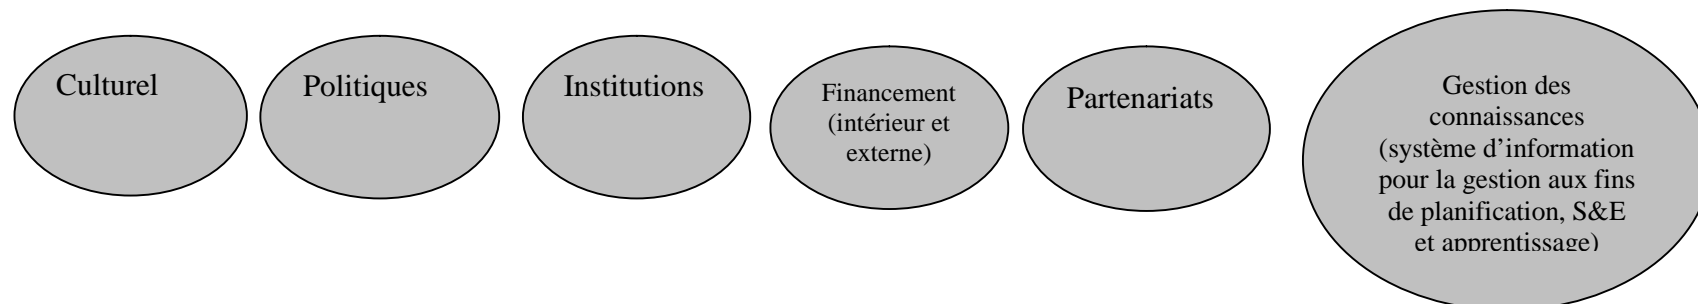 Culturel
Politiques
Institutions
Financement
(intérieur et
externe)
Partenariats
Gestion des
connaissances
(système d’information
pour la gestion aux fins
de planification, S&E
et apprentissage)